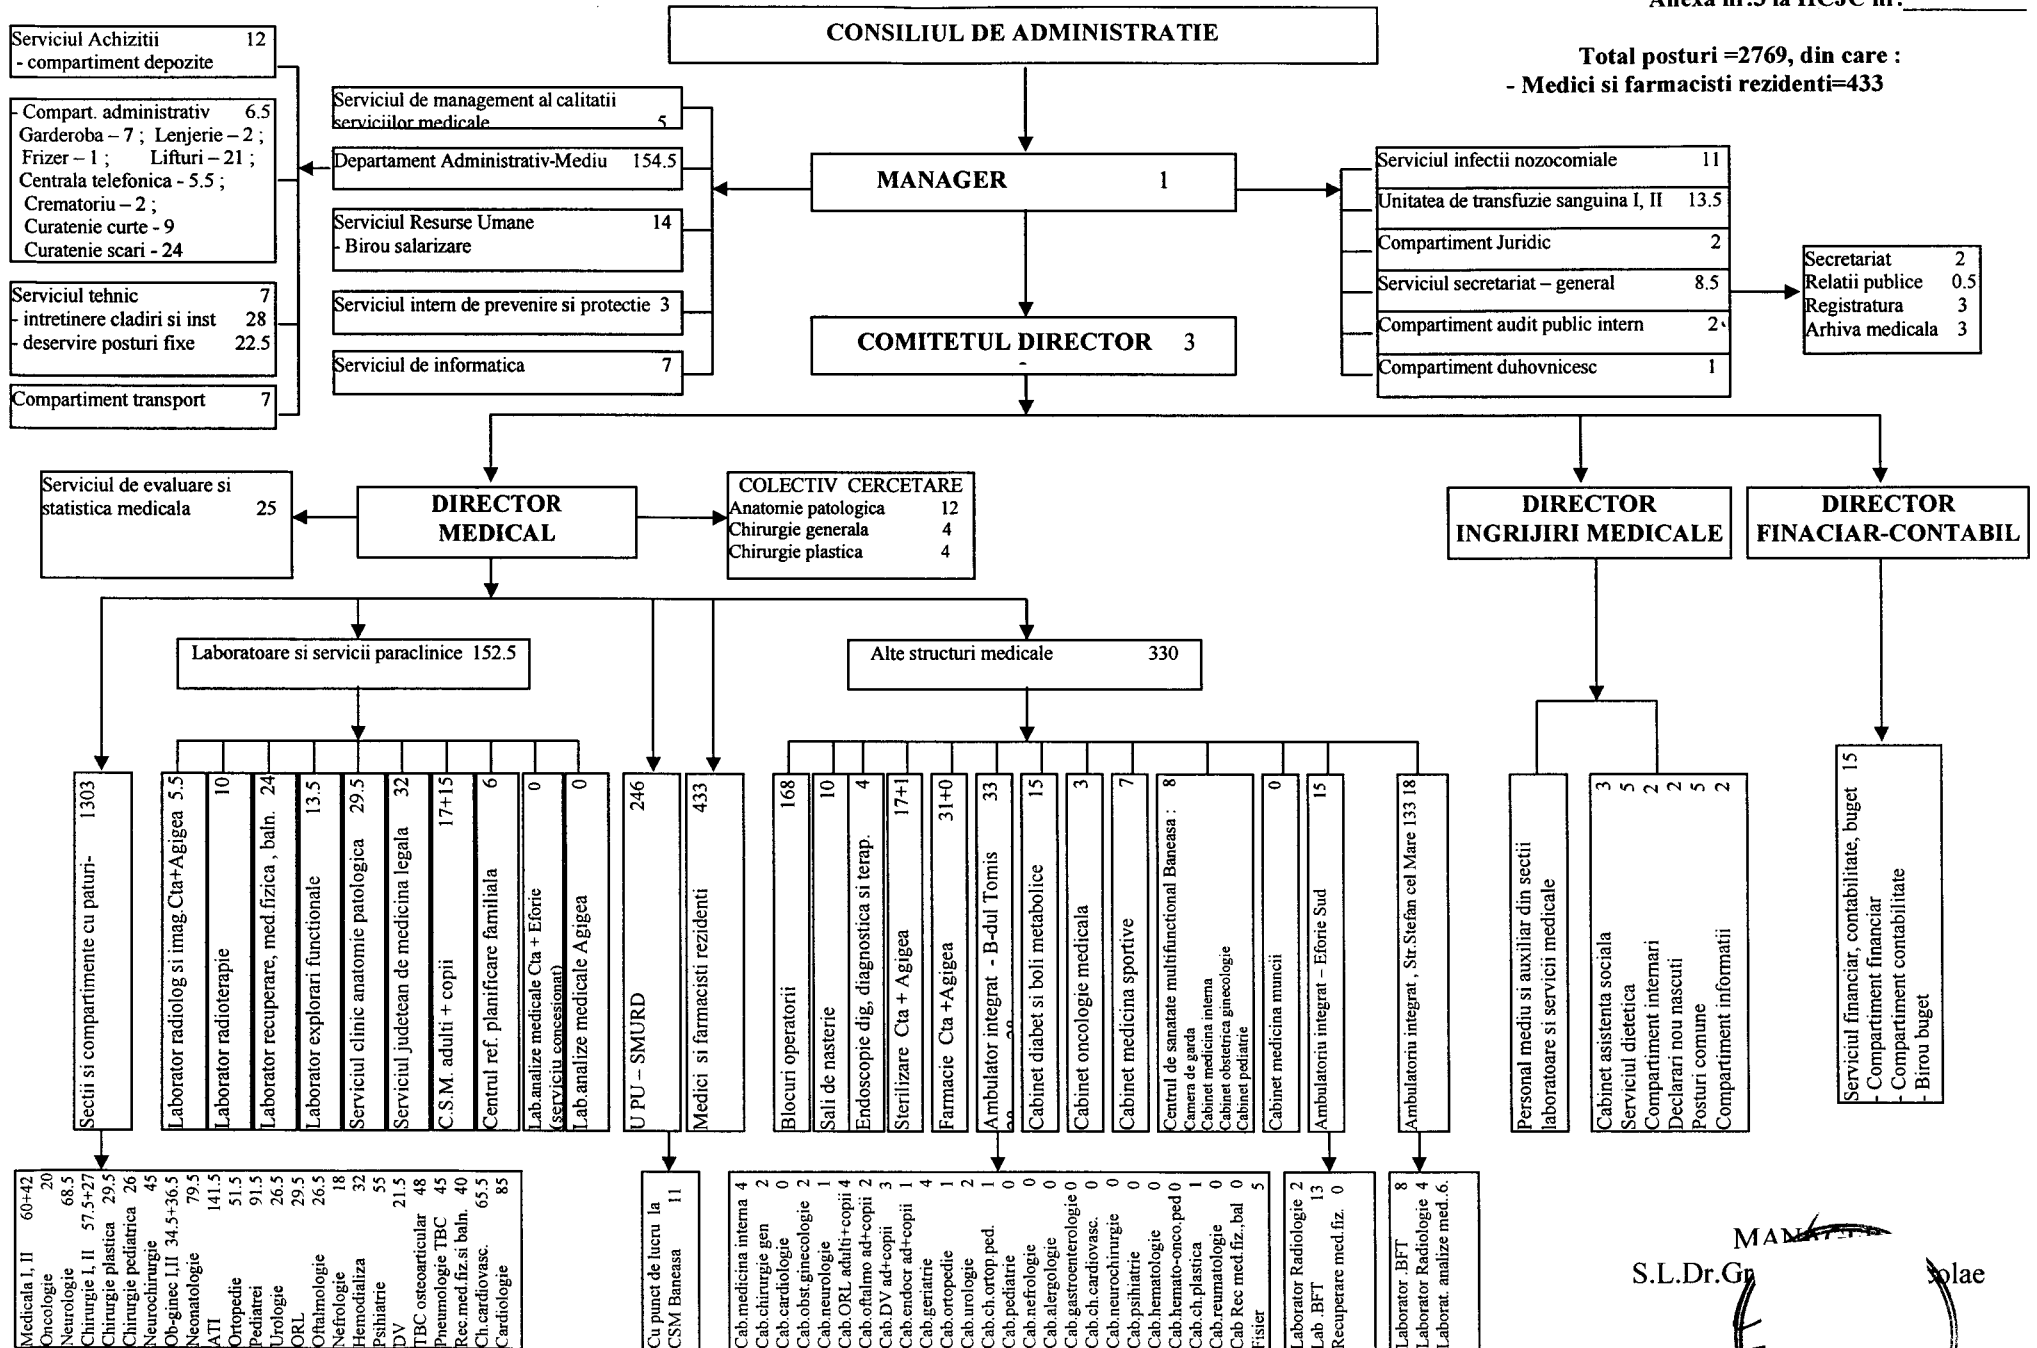 Anexa nr.3 la HCJC nr.
CONSILIUL DE ADMINISTRATIE
Total posturi =2769, din care :
- Medici si farmacisti rezidenti=433
Serviciul Achizitii 12
- compartiment depozite
- Compart. administrativ 6.5
Garderoba – 7 ; Lenjerie – 2 ;
Frizer – 1 ; Lifturi – 21 ;
Centrala telefonica - 5.5 ;
Crematoriu – 2 ;
Curatenie curte - 9
Curatenie scari - 24
Serviciul tehnic 7
- intretinere cladiri si inst 28
- deservire posturi fixe 22.5
Compartiment transport 7
Serviciul de management al calitatii
serviciilor medicale 5
Departament Administrativ-Mediu 154.5
Serviciul Resurse Umane 14
- Birou salarizare
Serviciul intern de prevenire si protectie 3
Serviciul de informatica 7
MANAGER 1
COMITETUL DIRECTOR 3
Serviciul infectii nozocomiale 11
Unitatea de transfuzie sanguina I, II 13.5
Compartiment Juridic 2
Serviciul secretariat – general 8.5
Compartiment audit public intern 2
Compartiment duhovnicesc 1
Secretariat 2
Relatii publice 0.5
Registratura 3
Arhiva medicala 3
Serviciul de evaluare si
statistica medicala 25
DIRECTOR
MEDICAL
COLECTIV CERCETARE
Anatomie patologica 12
Chirurgie generala 4
Chirurgie plastica 4
DIRECTOR
INGRIJIRI MEDICALE
DIRECTOR
FINACIAR-CONTABIL
Laboratoare si servicii paraclinice 152.5
Alte structuri medicale 330
Sectii si compartimente cu paturi- 1303
Laborator radiolog si imag.Cta+Agigea 5.5
Laborator radioterapie 10
Laborator recuperare, med.fizica , baln. 24
Laborator explorari functionale 13.5
Serviciul clinic anatomie patologica 29.5
Serviciul judetean de medicina legala 32
C.S.M. adulti + copii 17+15
Centrul ref. planificare familiala 6
Lab.analize medicale Cta + Eforie 0
(serviciu concesionat)
Lab.analize medicale Agigea 0
U PU – SMURD 246
Medici si farmacisti rezidenti 433
Blocuri operatorii 168
Sali de nasterie 10
Endoscopie dig, diagnostica si terap. 4
Sterilizare Cta + Agigea 17+1
Farmacie Cta +Agigea 31+0
Ambulator integrat - B-dul Tomis 33
Cabinet diabet si boli metabolice 15
Cabinet oncologie medicala 3
Cabinet medicina sportive 7
Centrul de sanatate multifunctional Baneasa : 8
Camera de garda
Cabinet medicina interna
Cabinet obstetrica ginecologie
Cabinet pediatrie
Cabinet medicina muncii 0
Ambulatoriu integrat – Eforie Sud 15
Ambulatoriu integrat , Str.Stefan cel Mare 133 18
Personal mediu si auxiliar din sectii
laboratoare si servicii medicale
Cabinet asistenta sociala 3
Serviciul dietetica 5
Compartiment internari 2
Declarari nou nascuti 2
Posturi comune 5
Compartiment informatii 2
Serviciul financiar, contabilitate, buget 15
- Compartiment financiar
- Compartiment contabilitate
- Birou buget
Medicala I, II 60+42
Oncologie 20
Neurologie 68.5
Chirurgie I, II 57.5+27
Chirurgie plastica 29.5
Chirurgie pediatrica 26
Neurochirurgie 45
Ob-ginec I,II 34.5+36.5
Neonatologie 79.5
ATI 141.5
Ortopedie 51.5
Pediatrei 91.5
Urologie 26.5
ORL 29.5
Oftalmologie 26.5
Nefrologie 18
Hemodializa 32
Psihiatrie 55
DV 21.5
TBC osteoarticular 48
Pneumologie TBC 45
Rec.med.fiz.si baln. 40
Ch.cardiovasc. 65.5
Cardiologie 85
Cu punct de lucru la
CSM Baneasa 11
Cab.medicina interna 4
Cab.chirurgie gen 2
Cab.cardiologie 0
Cab.obst.ginecologie 2
Cab.neurologie 1
Cab.ORL adulti+copii 4
Cab.oftalmo ad+copii 2
Cab.DV ad+copii 3
Cab.endocr ad+copii 1
Cab.geriatrie 4
Cab.ortopedie 1
Cab.urologie 2
Cab.ch.ortop.ped. 1
Cab.pediatrie 0
Cab.nefrologie 0
Cab.alergologie 0
Cab.gastroenterologie 0
Cab.ch.cardiovasc. 0
Cab.neurochirurgie 0
Cab.psihiatrie 0
Cab.hematologie 0
Cab.hemato-onco.ped 0
Cab.ch.plastica 1
Cab.reumatologie 0
Cab Rec med.fiz.,bal 0
Fisier 5
Laborator Radiologie 2
Lab .BFT 13
Recuperare med.fiz. 0
Laborator .BFT 8
Laborator Radiologie 4
Laborat. analize med..6.
S.L.Dr.